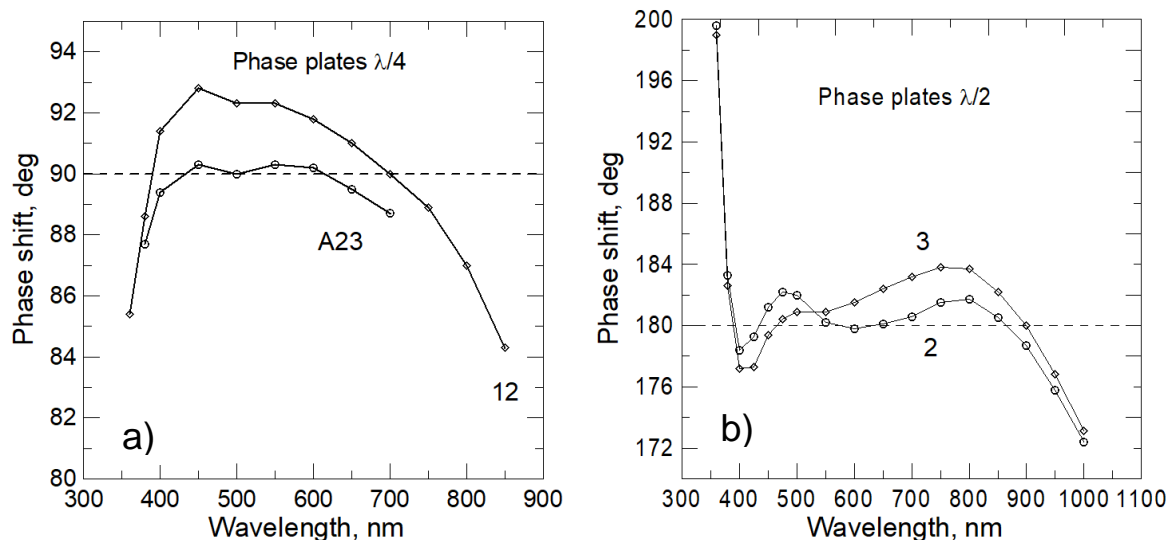 94
92
90
88
86
84
82
80
Phase shift, deg
Phase plates λ/4
A23
12
a)
300 400 500 600 700 800 900
Wavelength, nm
200
196
192
188
184
180
176
172
Phase shift, deg
Phase plates λ/2
3
2
b)
300 400 500 600 700 800 900 1000 1100
Wavelength, nm